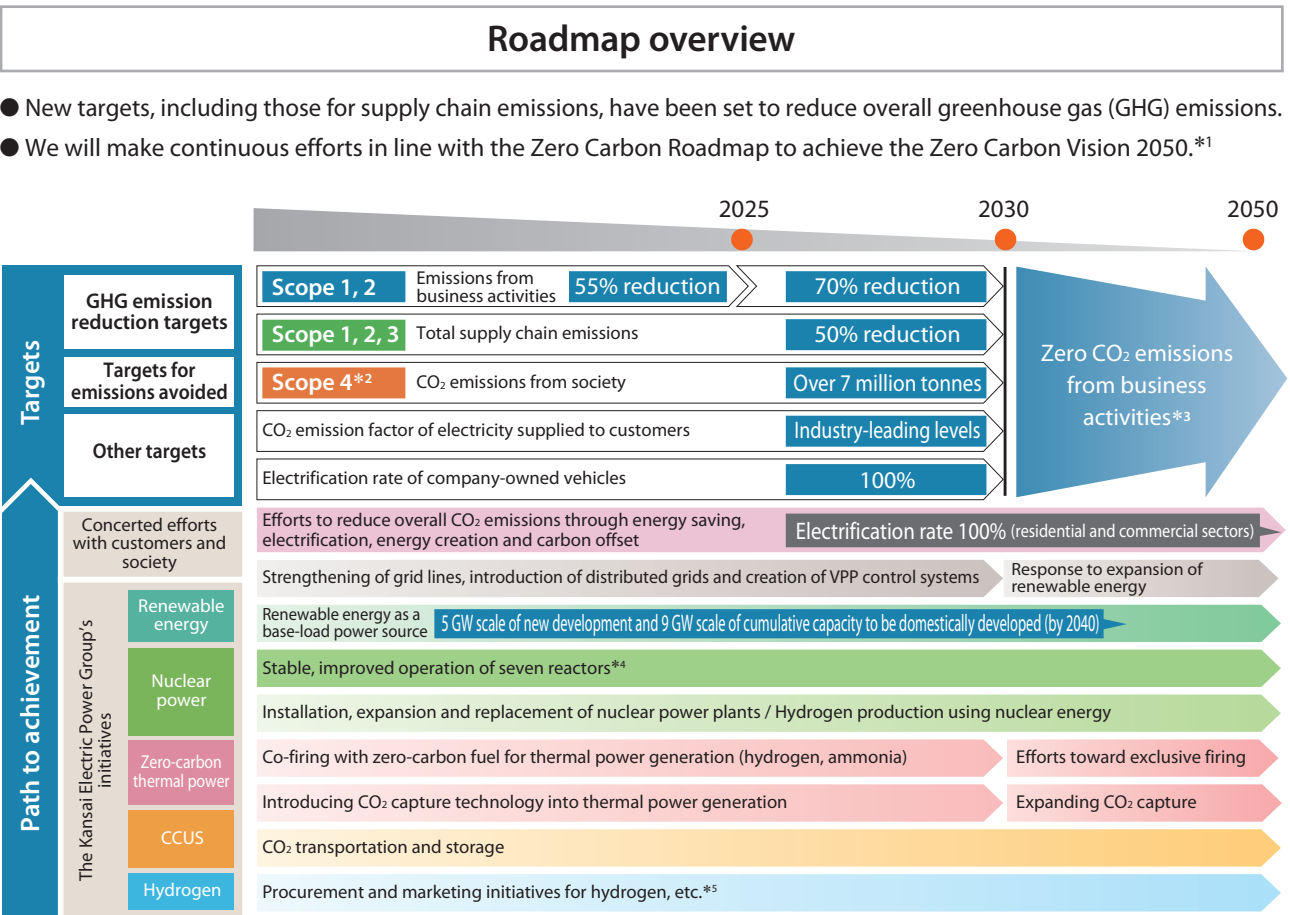 Roadmap overview
● New targets, including those for supply chain emissions, have been set to reduce overall greenhouse gas (GHG) emissions.
● We will make continuous efforts in line with the Zero Carbon Roadmap to achieve the Zero Carbon Vision 2050.*1
2025
2030
2050
Targets
GHG emission
reduction targets
Scope 1, 2
Emissions from
business activities
55% reduction
70% reduction
Scope 1, 2, 3
Total supply chain emissions
50% reduction
Targets for
emissions avoided
Scope 4*2
CO2 emissions from society
Over 7 million tonnes
Other targets
CO2 emission factor of electricity supplied to customers
Industry-leading levels
Electrification rate of company-owned vehicles
100%
Zero CO2 emissions
from business
activities*3
Path to achievement
Concerted efforts
with customers and
society
Efforts to reduce overall CO2 emissions through energy saving,
electrification, energy creation and carbon offset
Electrification rate 100% (residential and commercial sectors)
Strengthening of grid lines, introduction of distributed grids and creation of VPP control systems
Response to expansion of
renewable energy
The Kansai Electric Power Group's
initiatives
Renewable
energy
Renewable energy as a
base-load power source
5 GW scale of new development and 9 GW scale of cumulative capacity to be domestically developed (by 2040)
Nuclear
power
Stable, improved operation of seven reactors*4
Installation, expansion and replacement of nuclear power plants / Hydrogen production using nuclear energy
Zero-carbon
thermal power
Co-firing with zero-carbon fuel for thermal power generation (hydrogen, ammonia)
Efforts toward exclusive firing
Introducing CO2 capture technology into thermal power generation
Expanding CO2 capture
CCUS
CO2 transportation and storage
Hydrogen
Procurement and marketing initiatives for hydrogen, etc.*5